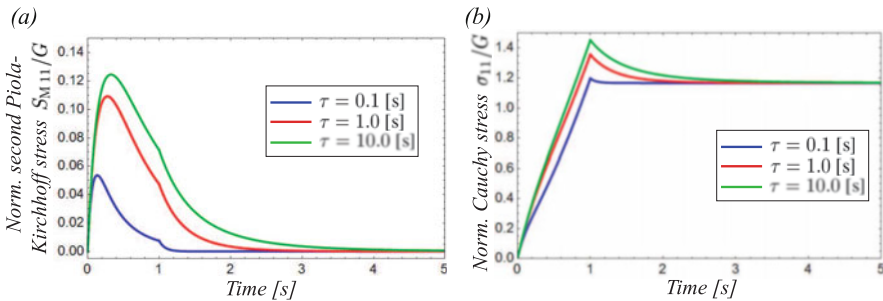 (a)
Norm. second Piola-
Kirchhoff stress S_M11/G
0.14
0.12
0.10
0.08
0.06
0.04
0.02
0.00
0
1
2
3
4
5
Time [s]
τ = 0.1 [s]
τ = 1.0 [s]
τ = 10.0 [s]
(b)
Norm. Cauchy stress σ_11/G
1.4
1.2
1.0
0.8
0.6
0.4
0.2
0.0
0
1
2
3
4
5
Time [s]
τ = 0.1 [s]
τ = 1.0 [s]
τ = 10.0 [s]